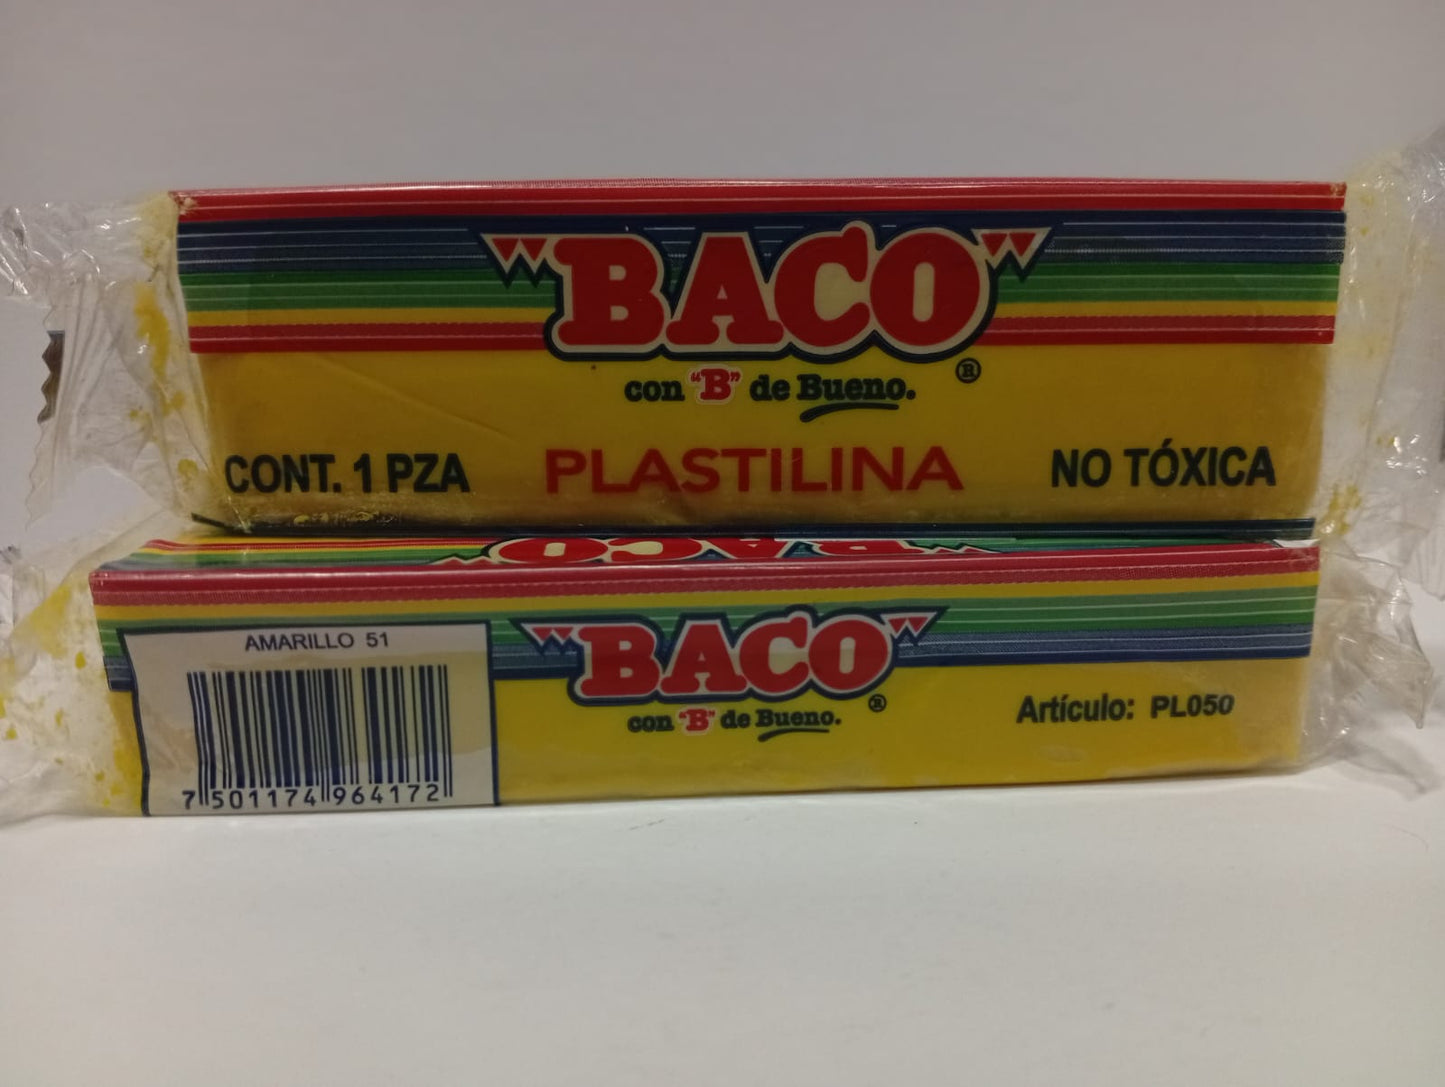 "BACO"
®
con "B" de Bueno.
CONT. 1 PZA PLASTILINA NO TÓXICA
BACO
AMARILLO 51
"BACO"
®
con "B" de Bueno.
Artículo: PL050
7 501174 964172